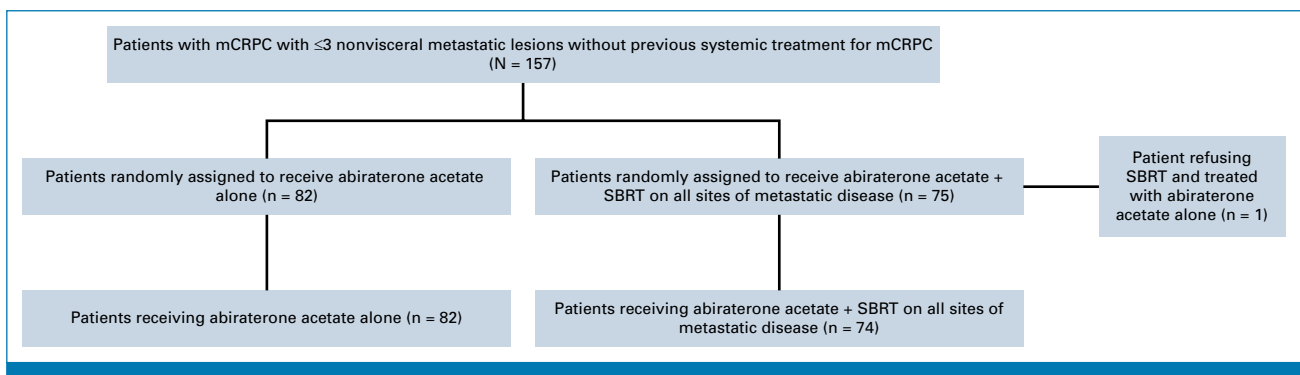 Patients with mCRPC with ≤3 nonvisceral metastatic lesions without previous systemic treatment for mCRPC
(N = 157)
Patients randomly assigned to receive abiraterone acetate
alone (n = 82)
Patients randomly assigned to receive abiraterone acetate +
SBRT on all sites of metastatic disease (n = 75)
Patient refusing
SBRT and treated
with abiraterone
acetate alone (n = 1)
Patients receiving abiraterone acetate alone (n = 82)
Patients receiving abiraterone acetate + SBRT on all sites of
metastatic disease (n = 74)